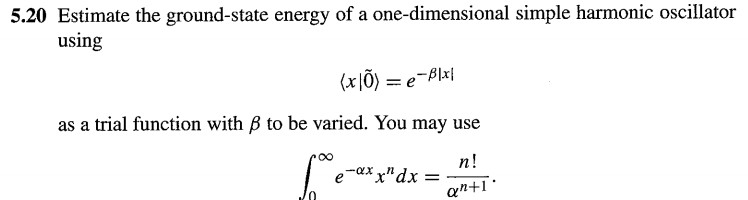 5.20 Estimate the ground-state energy of a one-dimensional simple harmonic oscillator
using
⟨x|0̃⟩ = e^{-β|x|}
as a trial function with β to be varied. You may use
∫_0^∞ e^{-αx} x^n dx = n!/α^{n+1}.